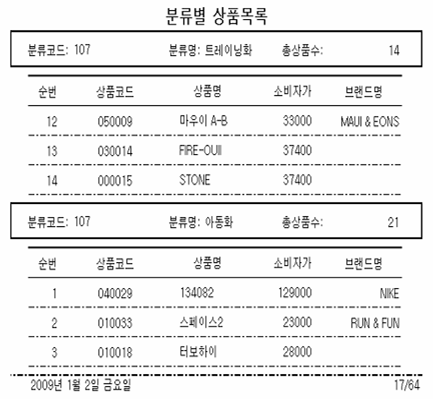 분류별 상품목록
분류코드: 107 분류명: 트레이닝화 총상품수: 14
순번 상품코드 상품명 소비자가 브랜드명
12 050009 마우이 A-B 33000 MAUI & EONS
13 030014 FIRE-OUII 37400
14 000015 STONE 37400
분류코드: 107 분류명: 아동화 총상품수: 21
순번 상품코드 상품명 소비자가 브랜드명
1 040029 134082 129000 NIKE
2 010033 스페이스2 23000 RUN & FUN
3 010018 터보하이 28000
2009년 1월 2일 금요일 17/64